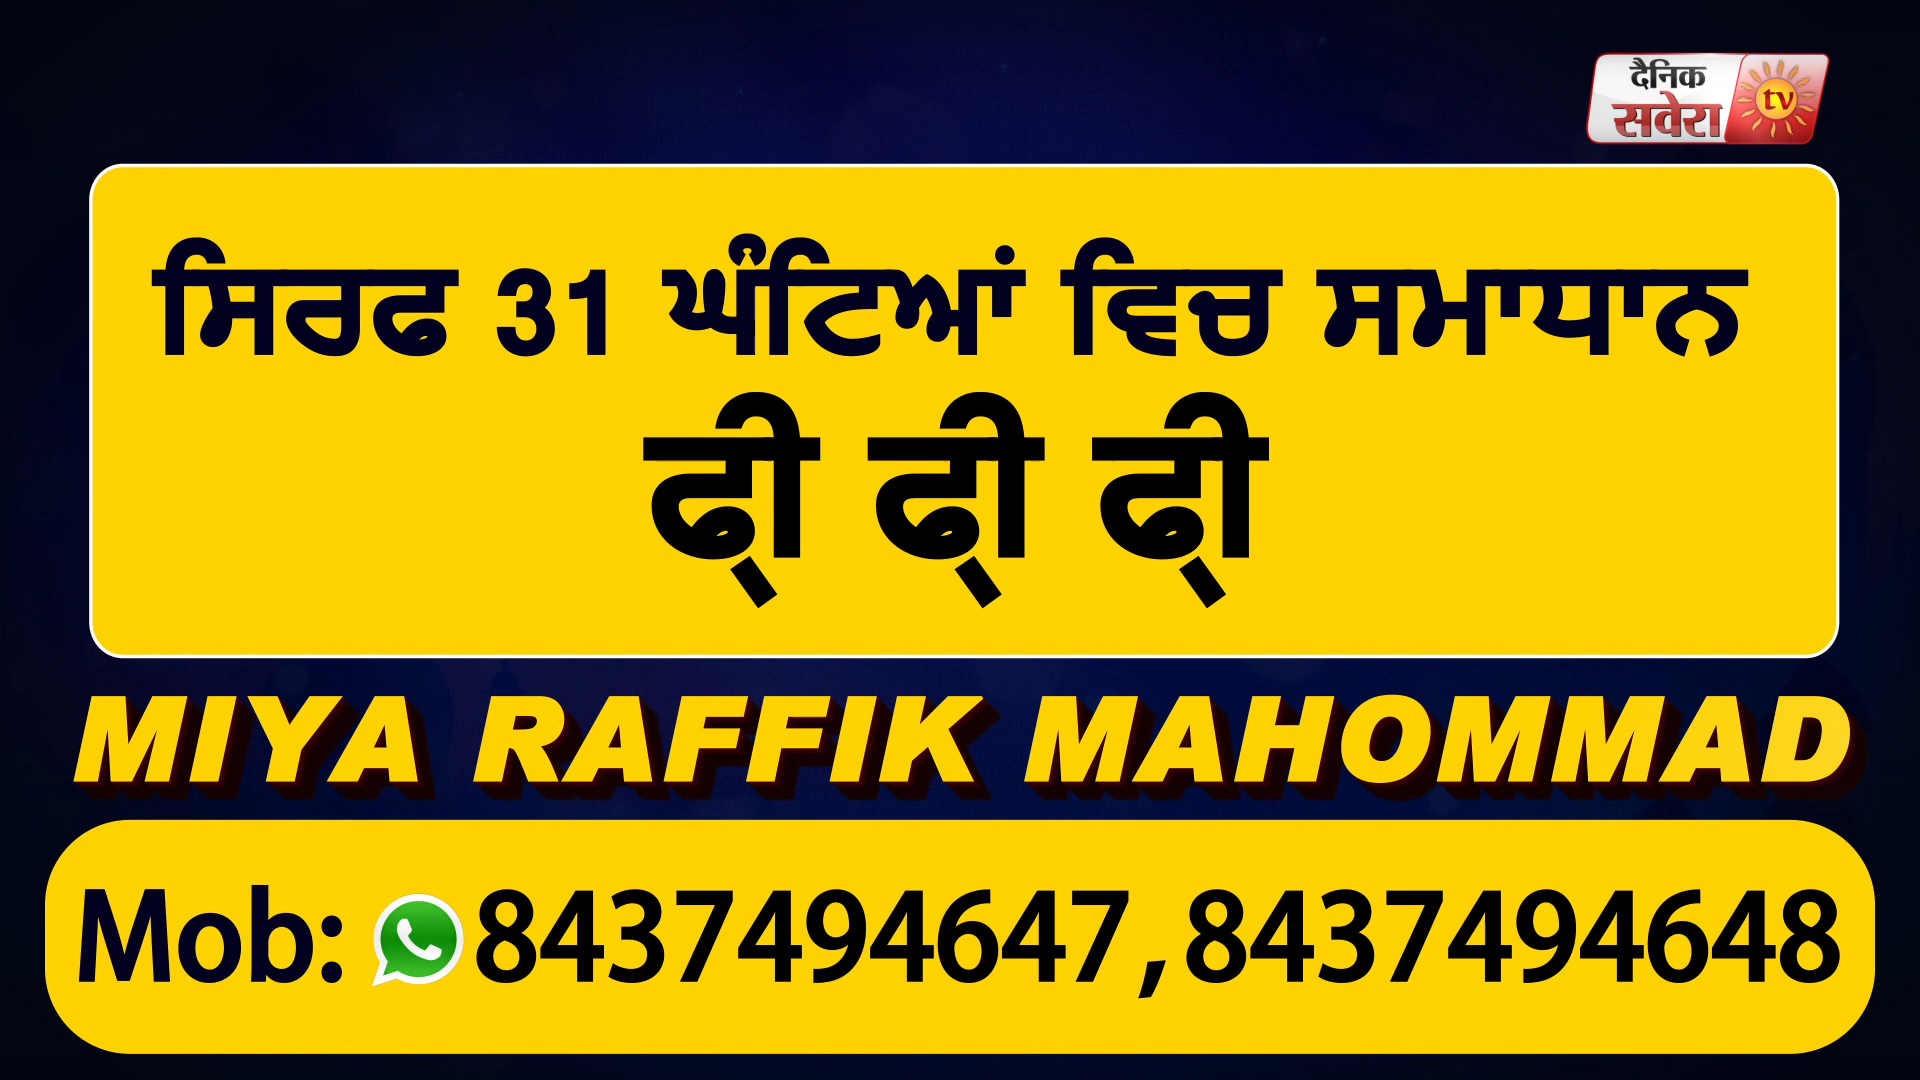 दैनिक
सवेरा tv
ਸਿਰਫ 31 ਘੰਟਿਆਂ ਵਿਚ ਸਮਾਧਾਨ
ਫ੍ਰੀ ਫ੍ਰੀ ਫ੍ਰੀ
MIYA RAFFIK MAHOMMAD
Mob: 8437494647, 8437494648